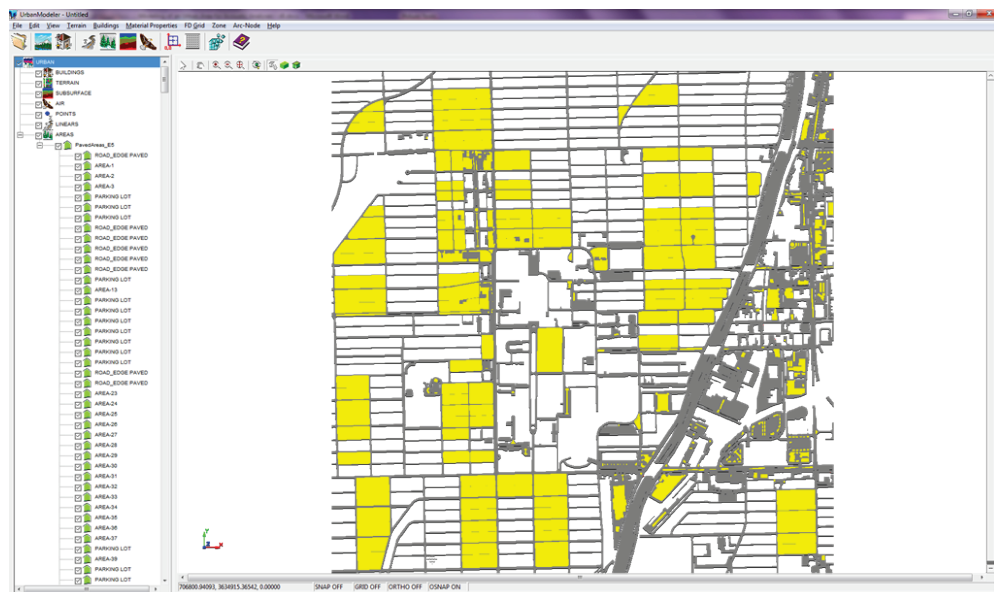 UrbanModeler - Untitled
File Edit View Terrain Buildings Material Properties FD Grid Zone Arc-Node Help
URBAN
BUILDINGS
TERRAIN
SUBSURFACE
AIR
POINTS
LINEARS
AREAS
PavedAreas_E5
ROAD_EDGE PAVED
AREA-1
AREA-2
AREA-3
PARKING LOT
PARKING LOT
PARKING LOT
ROAD_EDGE PAVED
ROAD_EDGE PAVED
ROAD_EDGE PAVED
ROAD_EDGE PAVED
ROAD_EDGE PAVED
PARKING LOT
AREA-13
PARKING LOT
PARKING LOT
PARKING LOT
PARKING LOT
PARKING LOT
PARKING LOT
PARKING LOT
ROAD_EDGE PAVED
ROAD_EDGE PAVED
AREA-23
AREA-24
AREA-25
AREA-26
AREA-27
AREA-28
AREA-29
AREA-30
AREA-31
AREA-32
AREA-33
AREA-34
AREA-35
AREA-36
AREA-37
PARKING LOT
AREA-39
PARKING LOT
PARKING LOT
706800.94093, 3634915.36542, 0.00000 SNAP OFF GRID OFF ORTHO OFF OSNAP ON